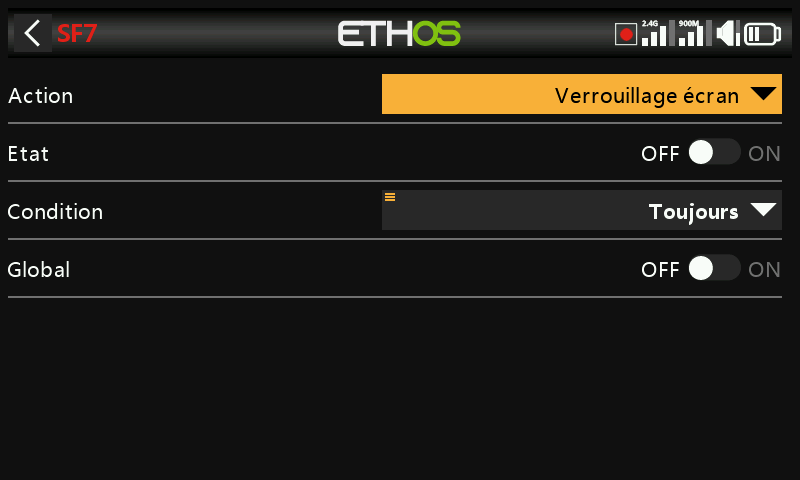 SF7 ETHOS 2.4G 900M
Action Verrouillage écran
Etat OFF ON
Condition Toujours
Global OFF ON